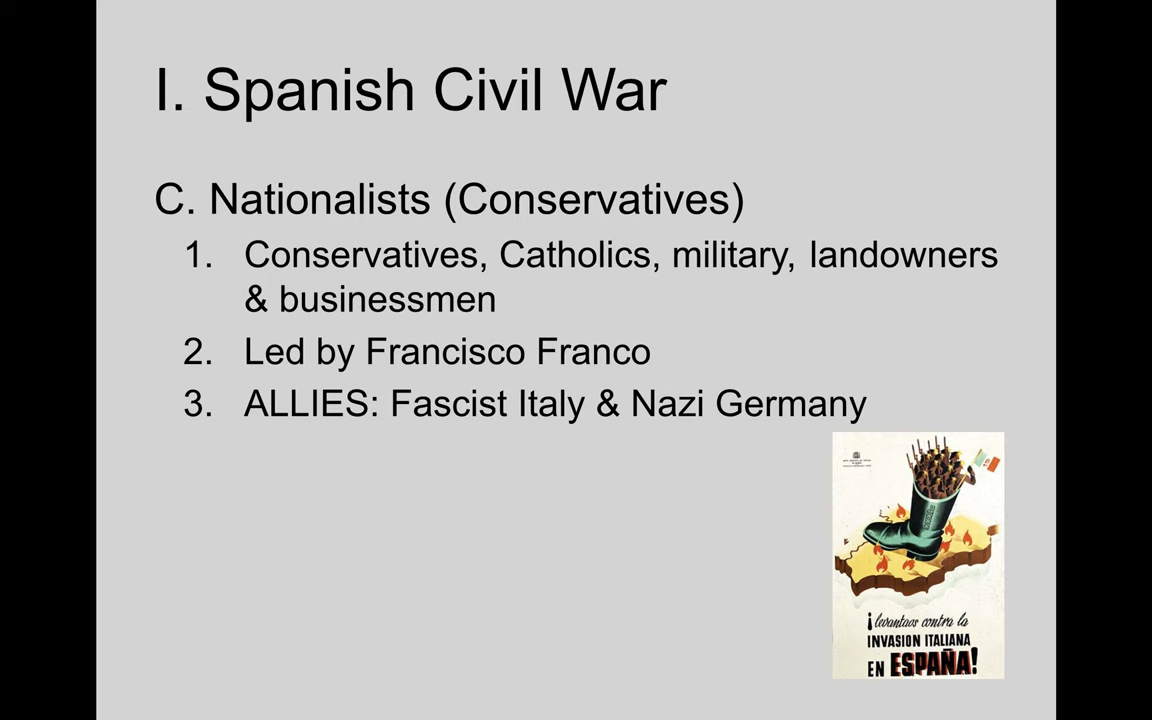 I. Spanish Civil War
C. Nationalists (Conservatives)
1. Conservatives, Catholics, military, landowners
& businessmen
2. Led by Francisco Franco
3. ALLIES: Fascist Italy & Nazi Germany
¡levantaos contra la
INVASION ITALIANA
EN ESPAÑA!